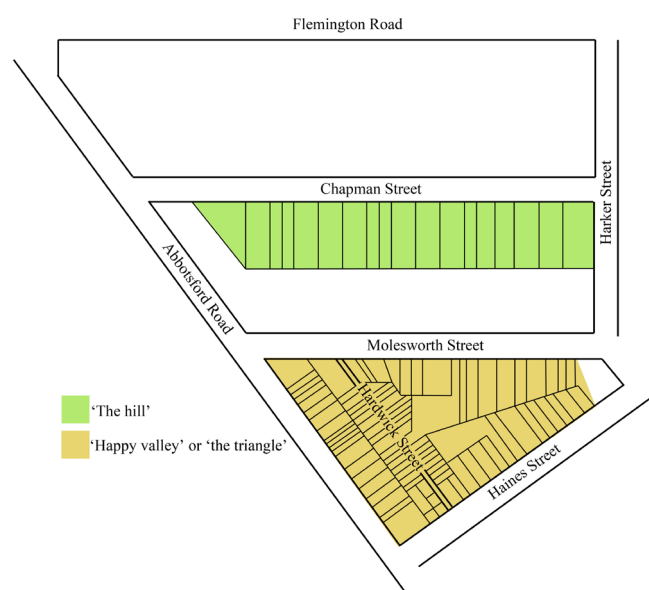 Flemington Road
Chapman Street
Harker Street
Abbotsford Road
Molesworth Street
Hardwick Street
'The hill'
'Happy valley' or 'the triangle'
Haines Street